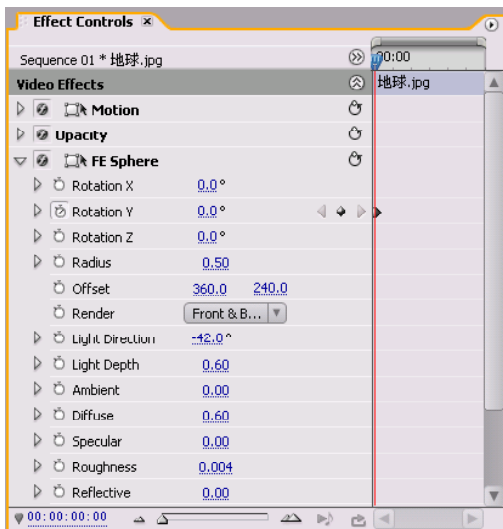 Effect Controls
Sequence 01 * 地球.jpg
00:00
Video Effects
地球.jpg
Motion
Opacity
FE Sphere
Rotation X 0.0°
Rotation Y 0.0°
Rotation Z 0.0°
Radius 0.50
Offset 360.0 240.0
Render Front & B...
Light Direction -42.0°
Light Depth 0.60
Ambient 0.00
Diffuse 0.60
Specular 0.00
Roughness 0.004
Reflective 0.00
00:00:00:00